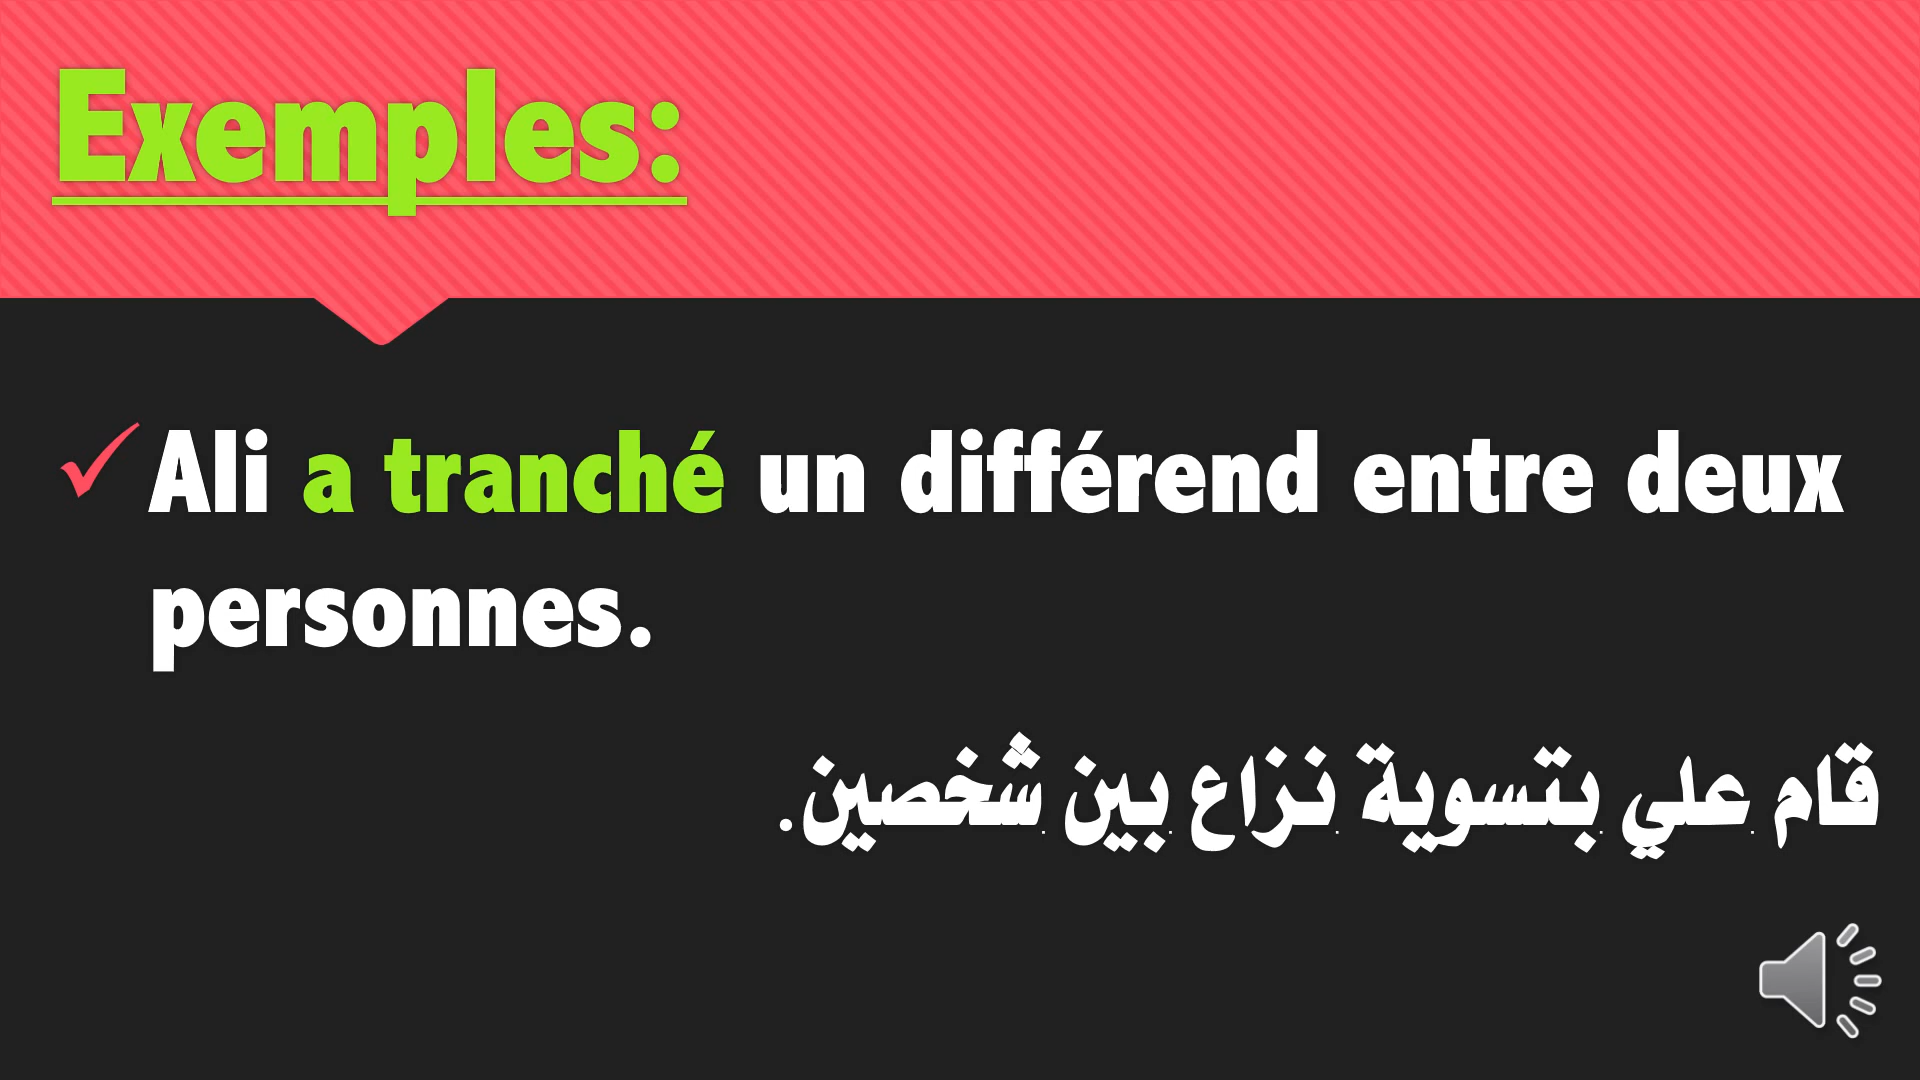 Exemples:
Ali a tranché un différend entre deux
personnes.
قام علي بتسوية نزاع بين شخصين.